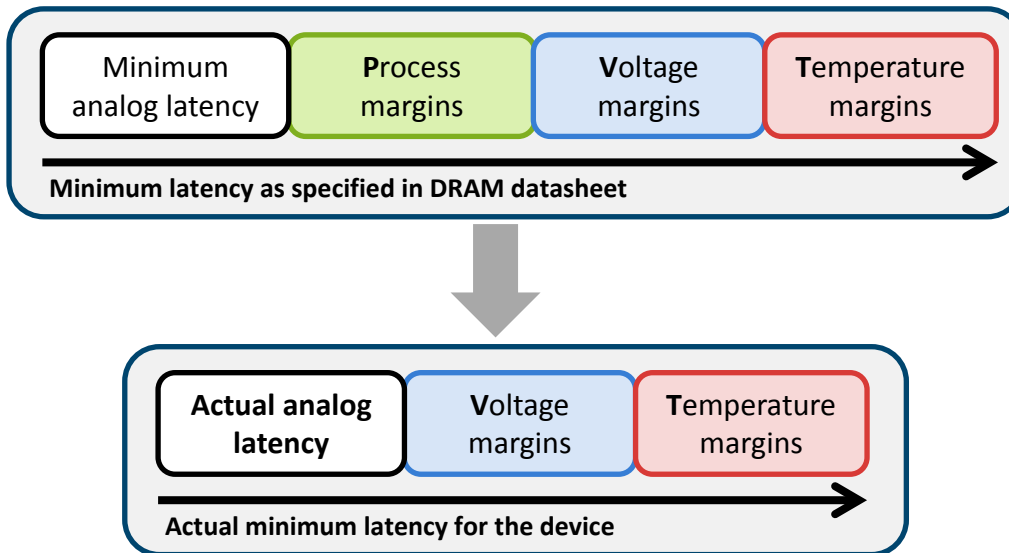 Minimum
analog latency
Process
margins
Voltage
margins
Temperature
margins
Minimum latency as specified in DRAM datasheet
Actual analog
latency
Voltage
margins
Temperature
margins
Actual minimum latency for the device